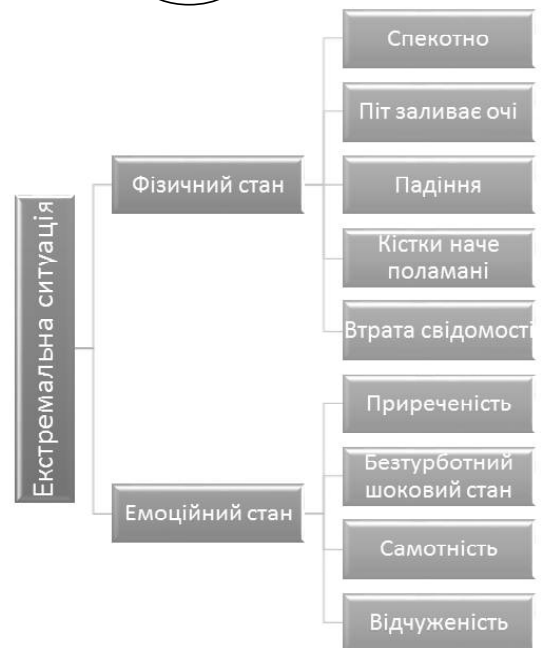 Екстремальна ситуація
Фізичний стан
Спекотно
Піт заливає очі
Падіння
Кістки наче
поламані
Втрата свідомості
Емоційний стан
Приреченість
Безтурботний
шоковий стан
Самотність
Відчуженість